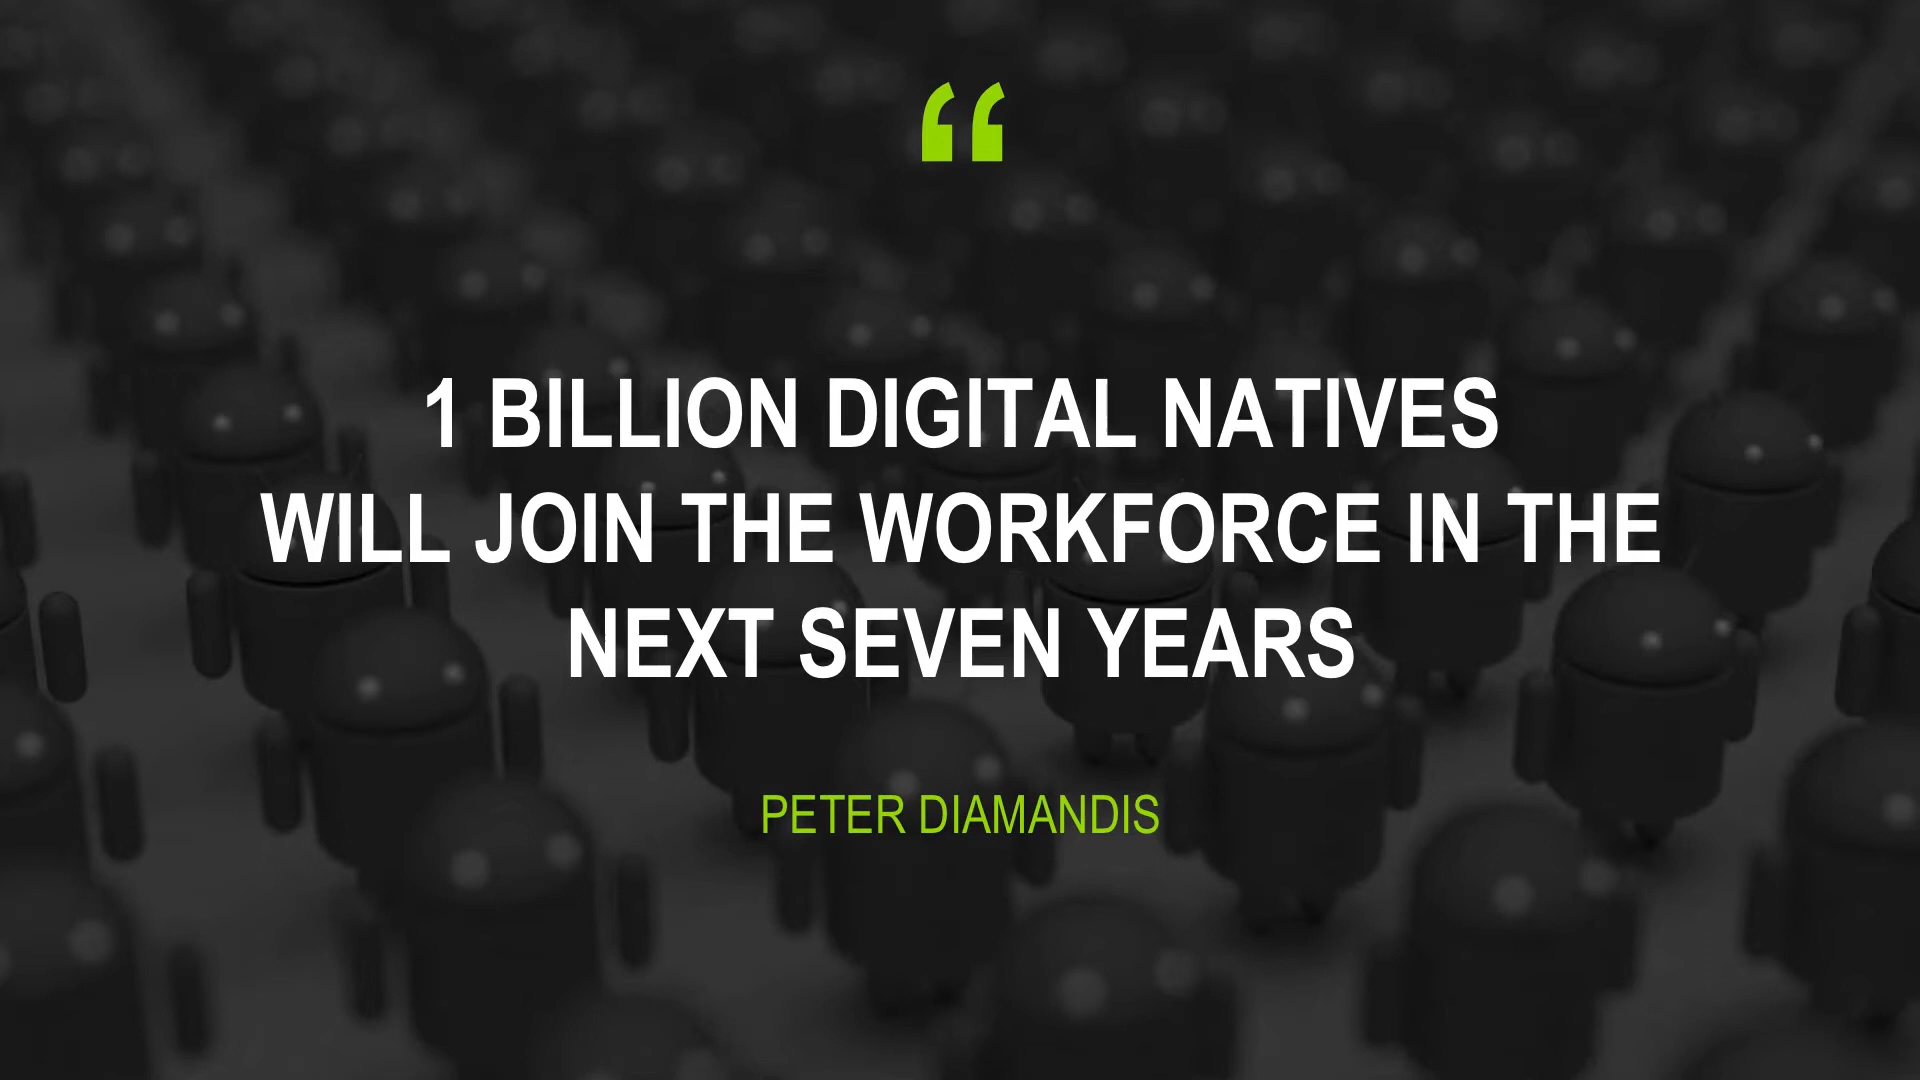 “
1 BILLION DIGITAL NATIVES
WILL JOIN THE WORKFORCE IN THE
NEXT SEVEN YEARS
PETER DIAMANDIS